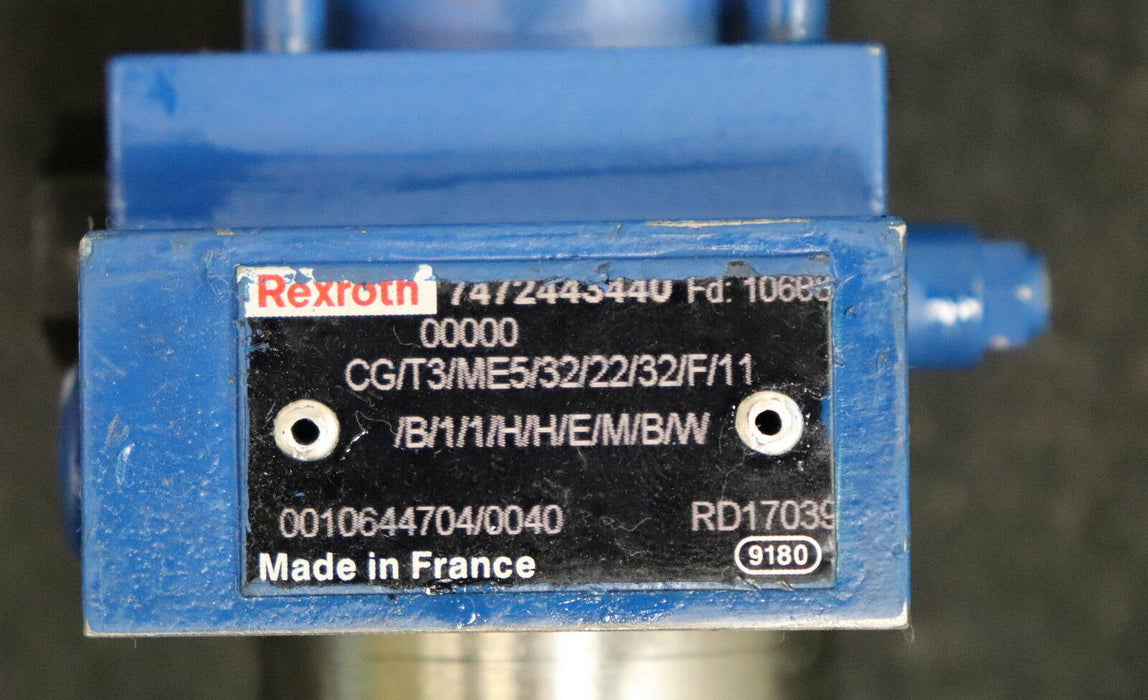 Rexroth 7472443440 Fd: 1068
00000
CG/T3/ME5/32/22/32/F/11
/B/1/1/H/H/E/M/B/W
0010644704/0040 RD17039
Made in France 9180